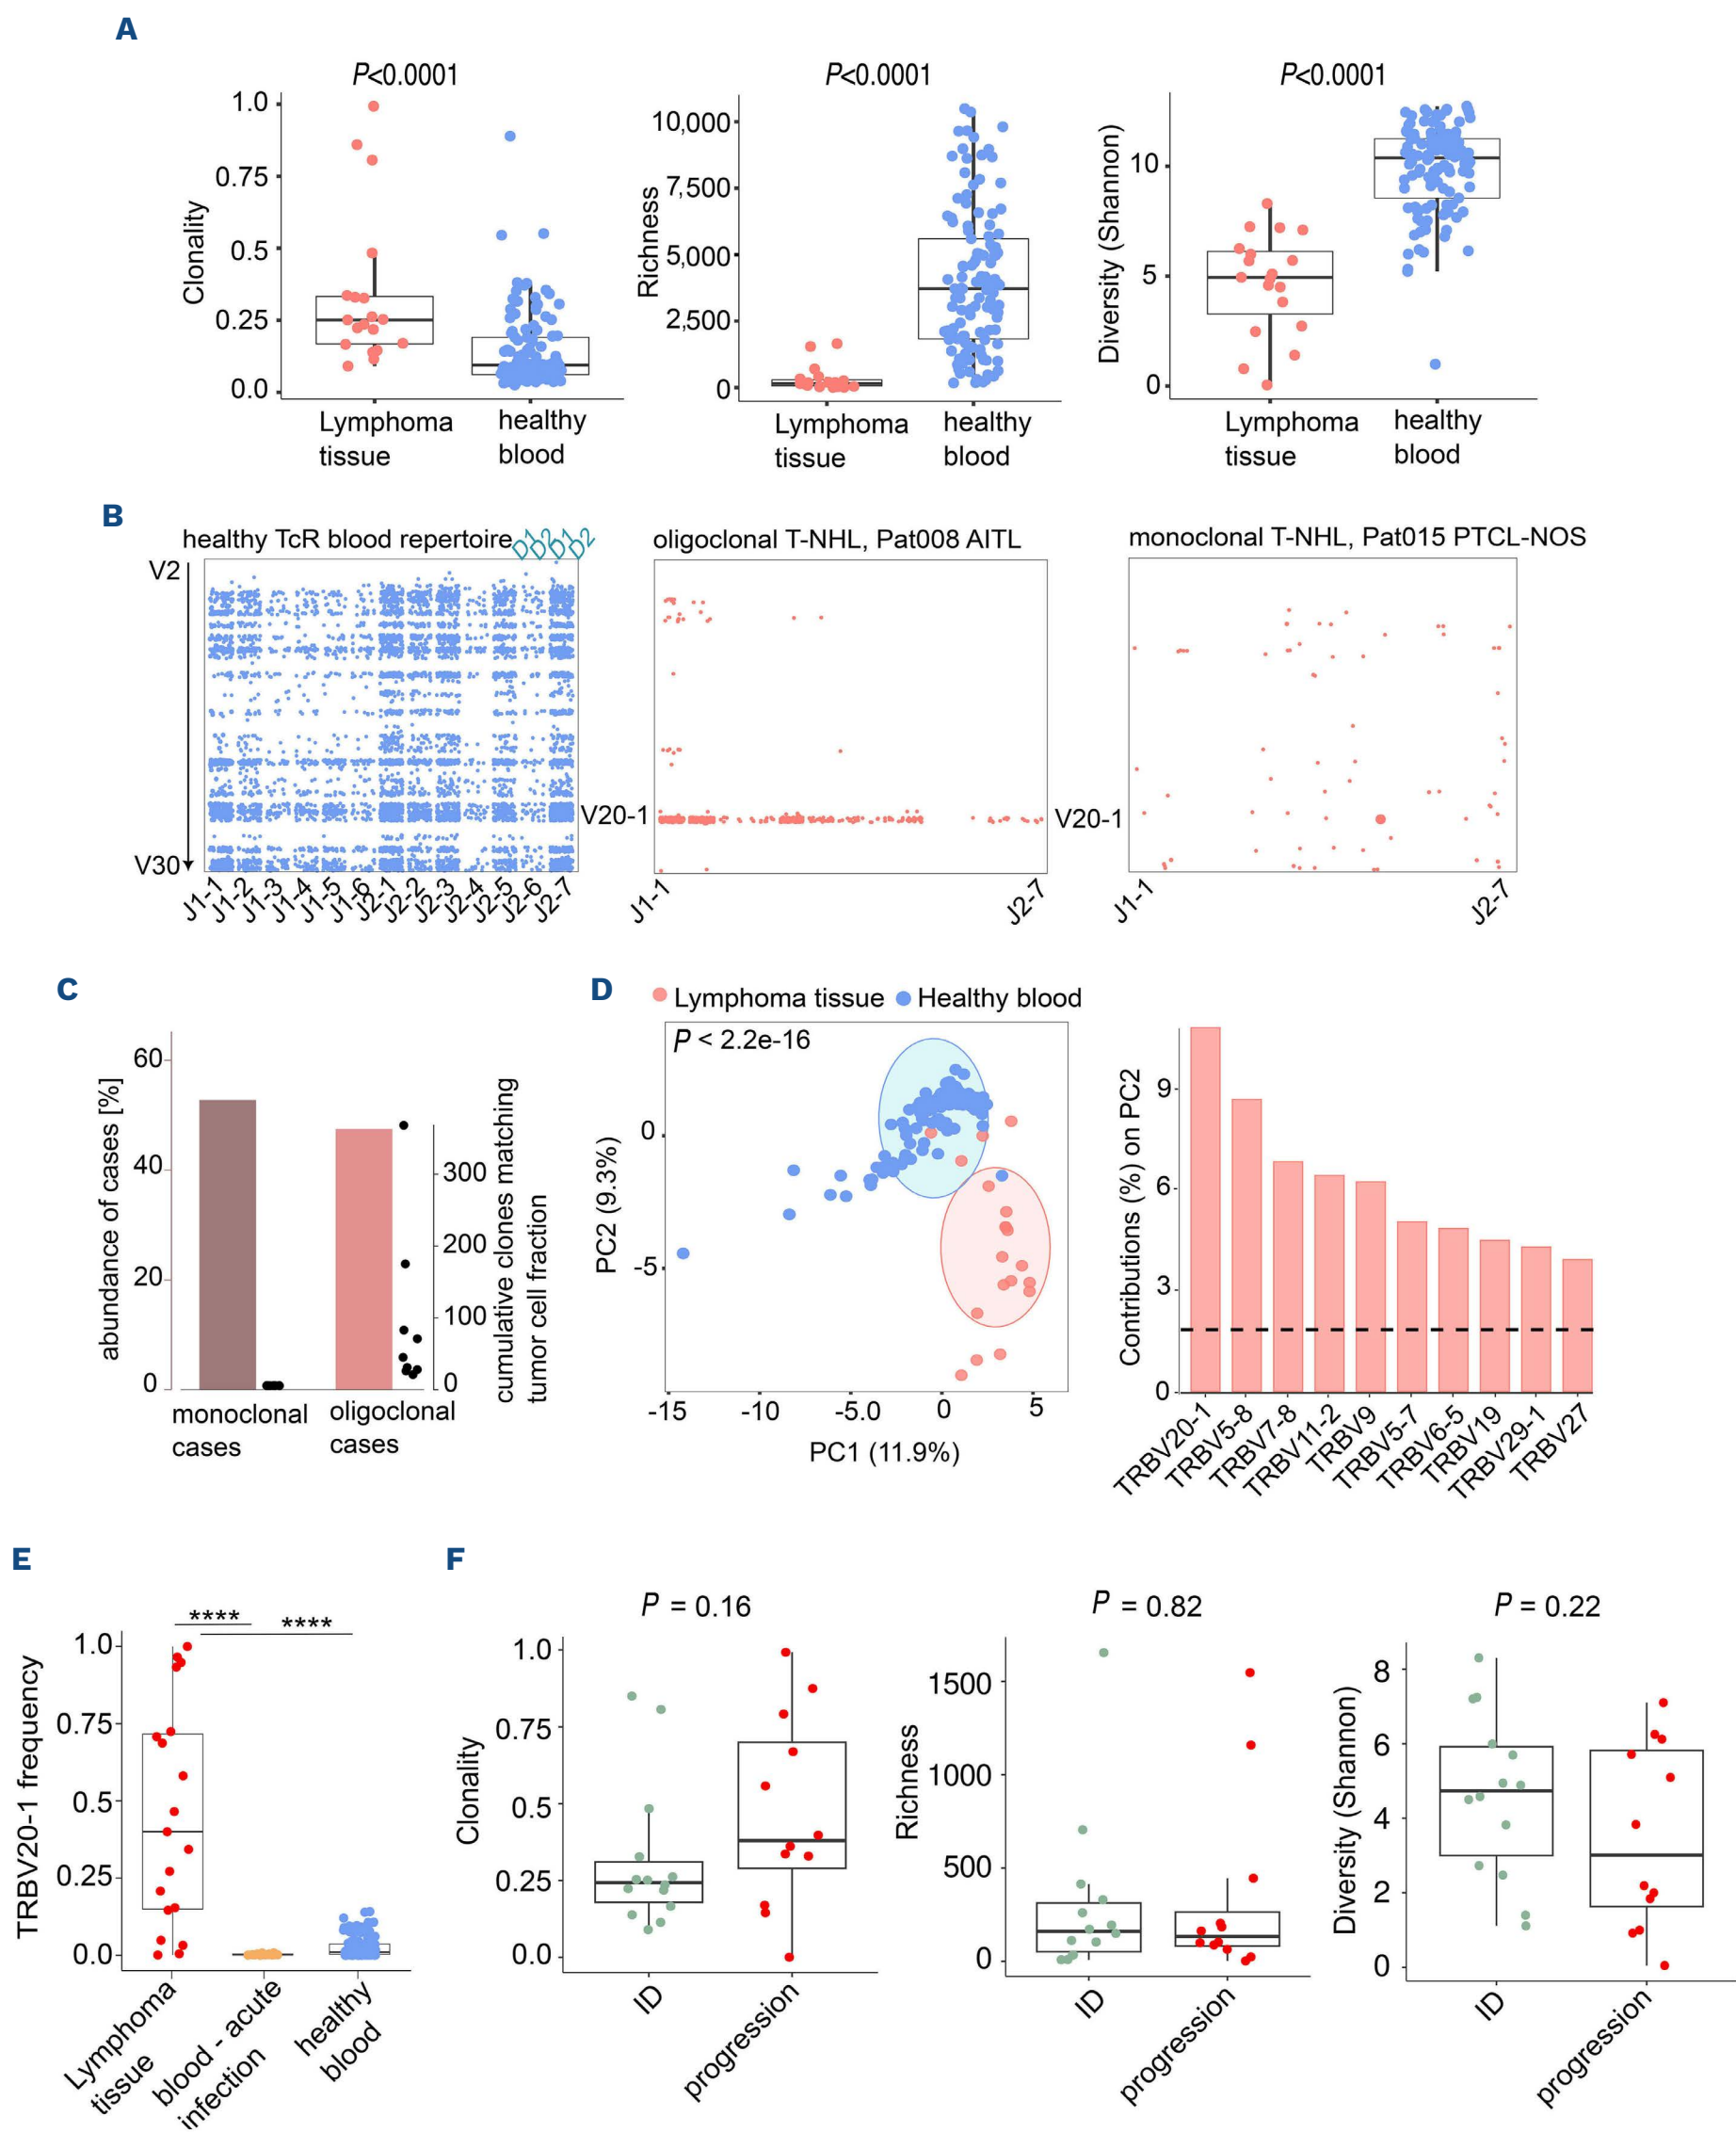 A
P<0.0001
P<0.0001
P<0.0001
Clonality
1.0
0.75
0.5
0.25
0.0
Lymphoma
tissue
healthy
blood
Richness
10,000
7,500
5,000
2,500
0
Lymphoma
tissue
healthy
blood
Diversity (Shannon)
10
5
0
Lymphoma
tissue
healthy
blood
B
healthy TcR blood repertoire
D1
D2
D1
D2
V2
V30
J1-1
J1-2
J1-3
J1-4
J1-5
J1-6
J2-1
J2-2
J2-3
J2-4
J2-5
J2-6
J2-7
oligoclonal T-NHL, Pat008 AITL
V20-1
J1-1
J2-7
monoclonal T-NHL, Pat015 PTCL-NOS
V20-1
J1-1
J2-7
C
abundance of cases [%]
60
40
20
0
monoclonal
cases
oligoclonal
cases
300
200
100
0
cumulative clones matching
tumor cell fraction
D
Lymphoma tissue
Healthy blood
P < 2.2e-16
PC2 (9.3%)
0
-5
-15
-10
-5.0
0
5
PC1 (11.9%)
Contributions (%) on PC2
9
6
3
0
TRBV20-1
TRBV5-8
TRBV7-8
TRBV11-2
TRBV9
TRBV5-7
TRBV6-5
TRBV19
TRBV29-1
TRBV27
E
****
****
TRBV20-1 frequency
1.0
0.75
0.5
0.25
0.0
Lymphoma
tissue
blood - acute
infection
healthy
blood
F
P = 0.16
Clonality
1.0
0.75
0.5
0.25
0.0
ID
progression
P = 0.82
Richness
1500
1000
500
0
ID
progression
P = 0.22
Diversity (Shannon)
8
6
4
2
0
ID
progression